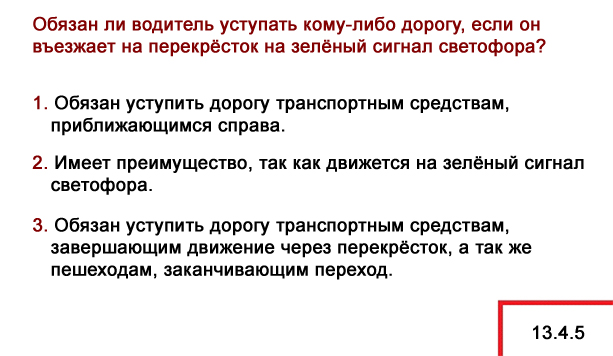 Обязан ли водитель уступать кому-либо дорогу, если он
въезжает на перекрёсток на зелёный сигнал светофора?
1. Обязан уступить дорогу транспортным средствам,
приближающимся справа.
2. Имеет преимущество, так как движется на зелёный сигнал
светофора.
3. Обязан уступить дорогу транспортным средствам,
завершающим движение через перекрёсток, а так же
пешеходам, заканчивающим переход.
13.4.5